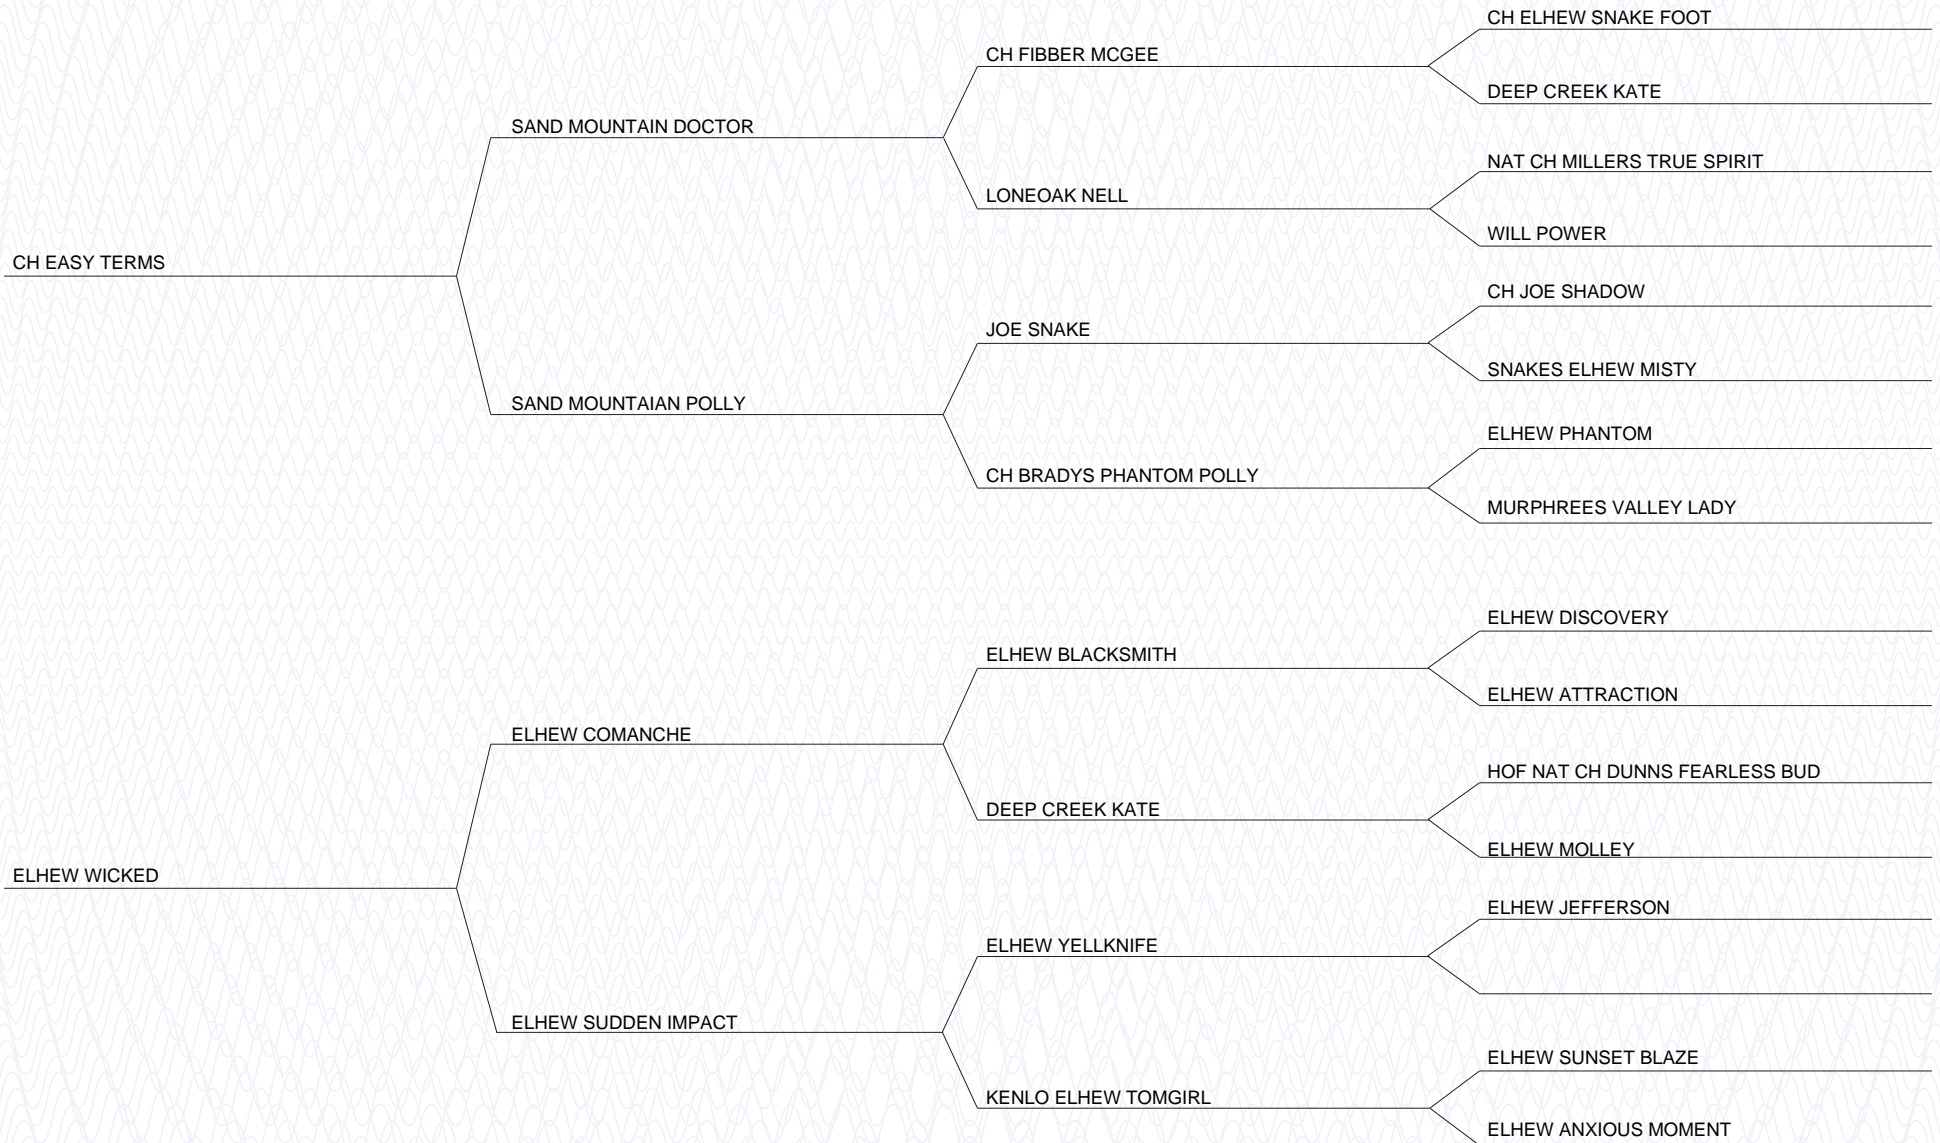 CH ELHEW SNAKE FOOT
CH FIBBER MCGEE
DEEP CREEK KATE
SAND MOUNTAIN DOCTOR
NAT CH MILLERS TRUE SPIRIT
LONEOAK NELL
WILL POWER
CH EASY TERMS
CH JOE SHADOW
JOE SNAKE
SNAKES ELHEW MISTY
SAND MOUNTAIAN POLLY
ELHEW PHANTOM
CH BRADYS PHANTOM POLLY
MURPHREES VALLEY LADY
ELHEW DISCOVERY
ELHEW BLACKSMITH
ELHEW ATTRACTION
ELHEW COMANCHE
HOF NAT CH DUNNS FEARLESS BUD
DEEP CREEK KATE
ELHEW MOLLEY
ELHEW WICKED
ELHEW JEFFERSON
ELHEW YELLKNIFE
ELHEW SUDDEN IMPACT
ELHEW SUNSET BLAZE
KENLO ELHEW TOMGIRL
ELHEW ANXIOUS MOMENT